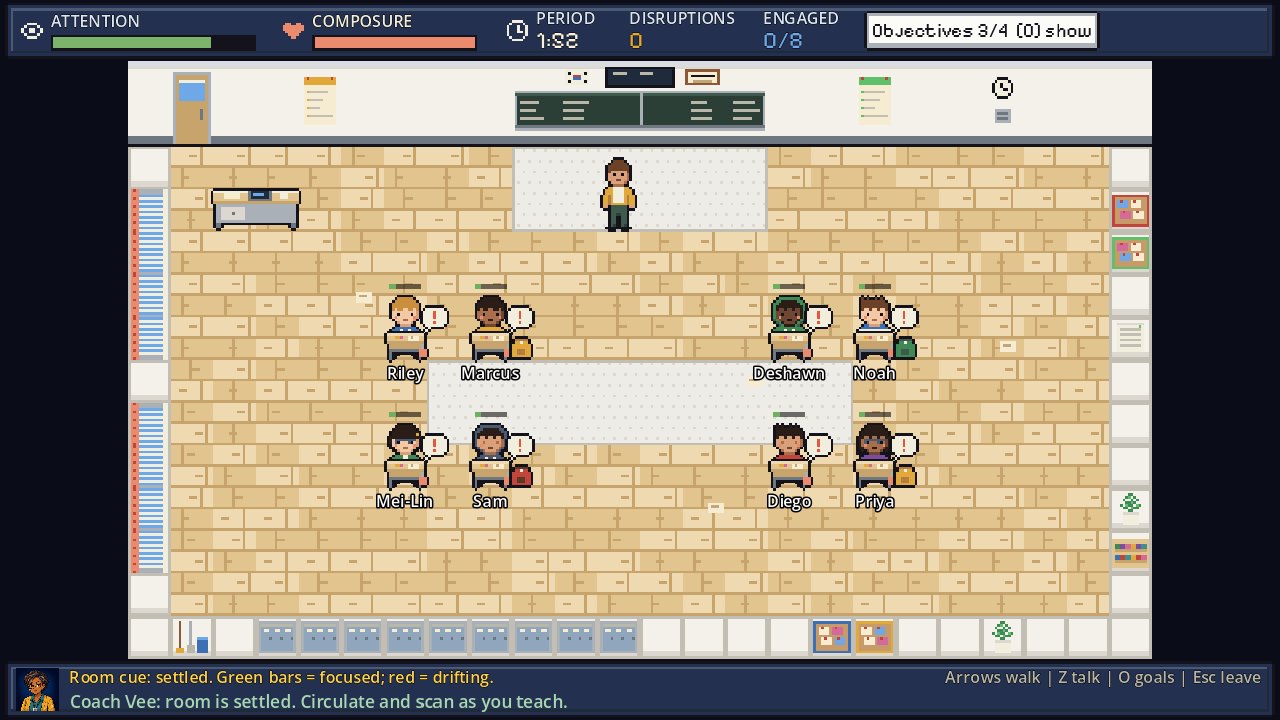 ATTENTION
COMPOSURE
PERIOD
1:52
DISRUPTIONS
0
ENGAGED
0/8
Objectives 3/4 (O) show
Riley
Marcus
Deshawn
Noah
Mei-Lin
Sam
Diego
Priya
Room cue: settled. Green bars = focused; red = drifting.
Arrows walk | Z talk | O goals | Esc leave
Coach Vee: room is settled. Circulate and scan as you teach.